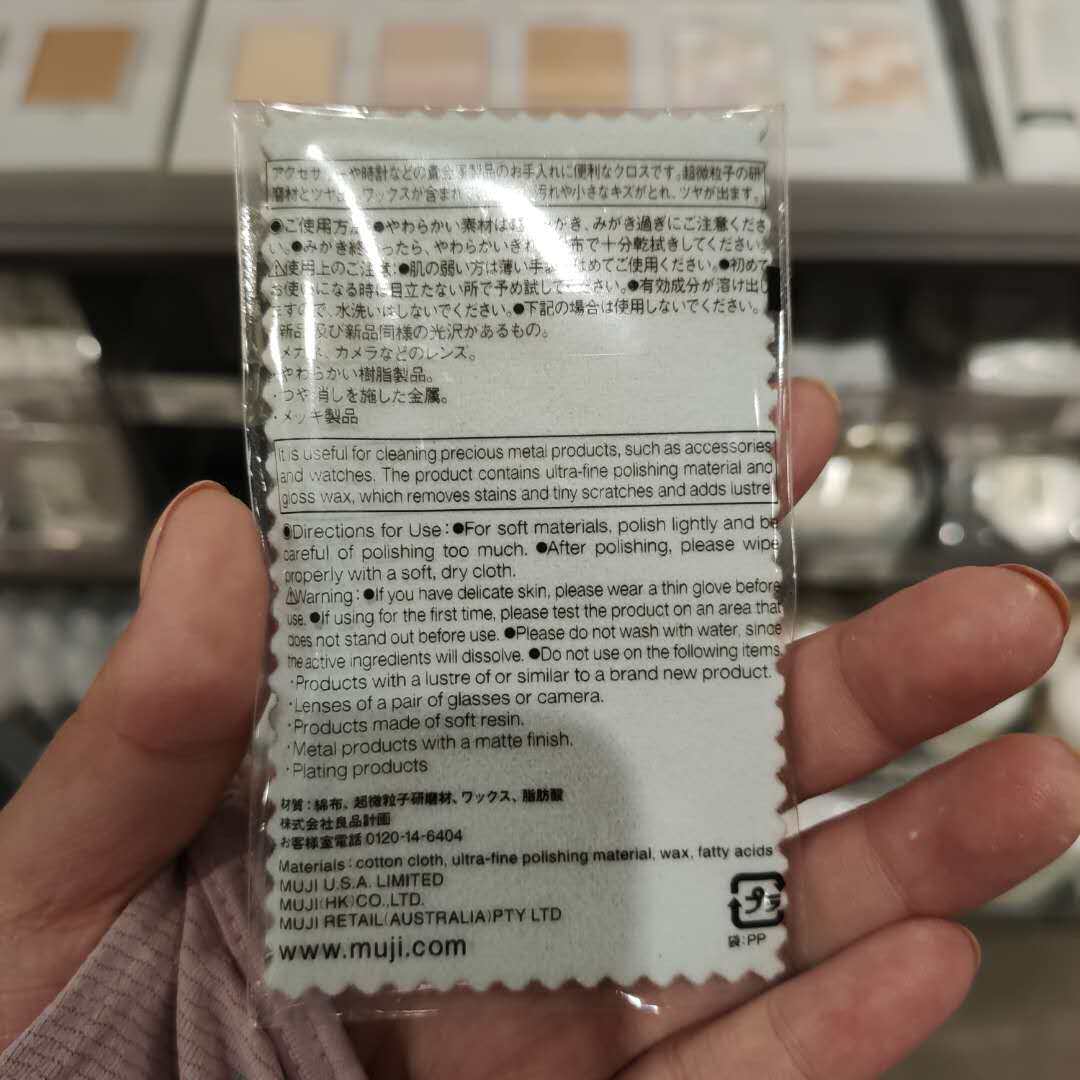 アクセサリーや時計などの貴金属製品のお手入れに便利なクロスです。超微粒子の研
磨材とツヤ ワックスが含まれ 汚れや小さなキズがとれ、ツヤが出ます。
●ご使用方法:●やわらかい素材は軽 みがき、みがき過ぎにご注意くださ
い。●みがき終わったら、やわらかいきれ 布で十分乾拭きしてください。
⚠使用上のご注意:●肌の弱い方は薄い手袋 はめてご使用ください。●初めて
お使いになる時は目立たない所で予め試してください。●有効成分が溶け出し
ますので、水洗いはしないでください。●下記の場合は使用しないでください。
・新品及び新品同様の光沢があるもの。
・メガネ、カメラなどのレンズ。
・やわらかい樹脂製品。
・つや消しを施した金属。
・メッキ製品
It is useful for cleaning precious metal products, such as accessories
and watches. The product contains ultra-fine polishing material and
gloss wax, which removes stains and tiny scratches and adds lustre
●Directions for Use:●For soft materials, polish lightly and be
careful of polishing too much. ●After polishing, please wipe
properly with a soft, dry cloth.
⚠Warning:●If you have delicate skin, please wear a thin glove before
use. ●If using for the first time, please test the product on an area that
does not stand out before use. ●Please do not wash with water, since
the active ingredients will dissolve. ●Do not use on the following items.
・Products with a lustre of or similar to a brand new product.
・Lenses of a pair of glasses or camera.
・Products made of soft resin.
・Metal products with a matte finish.
・Plating products
材質:綿布、超微粒子研磨材、ワックス、脂肪酸
株式会社良品計画
お客様室電話 0120-14-6404
Materials:cotton cloth, ultra-fine polishing material, wax, fatty acids
MUJI U.S.A. LIMITED
MUJI(HK)CO.,LTD.
MUJI RETAIL(AUSTRALIA)PTY LTD
www.muji.com
プラ
袋:PP